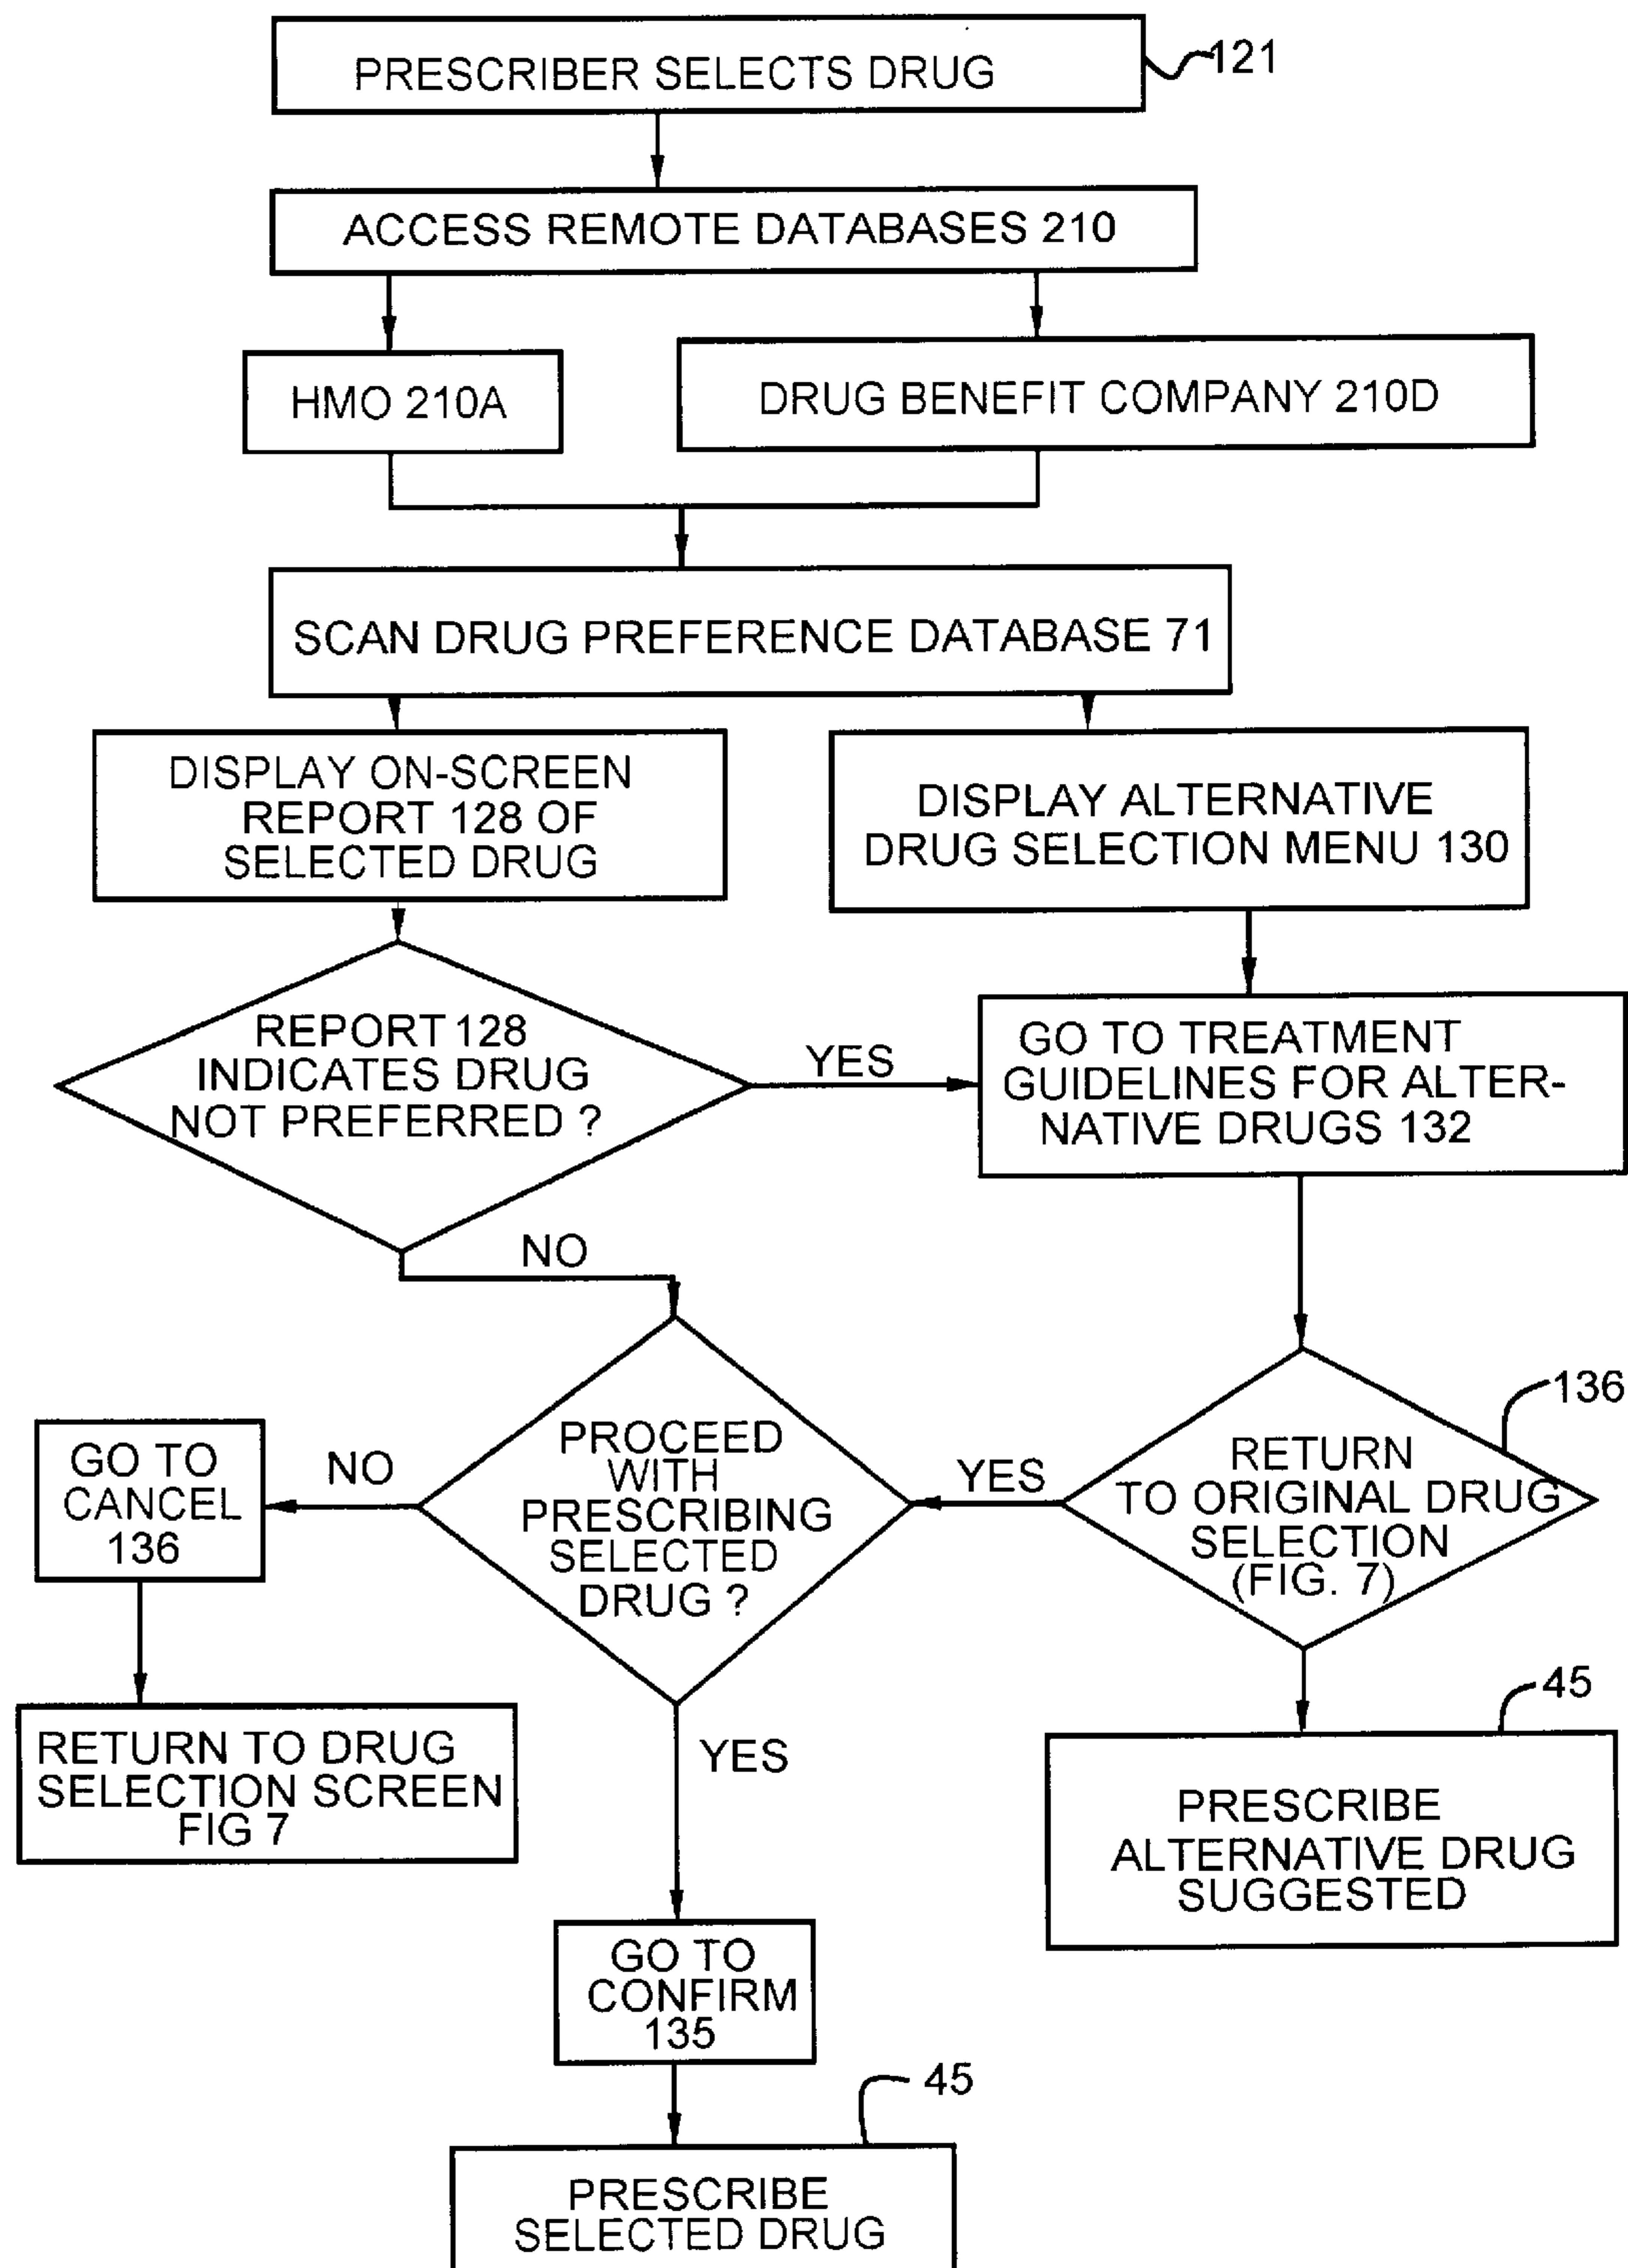 PRESCRIBER SELECTS DRUG
121
ACCESS REMOTE DATABASES 210
HMO 210A
DRUG BENEFIT COMPANY 210D
SCAN DRUG PREFERENCE DATABASE 71
DISPLAY ON-SCREEN
REPORT 128 OF
SELECTED DRUG
DISPLAY ALTERNATIVE
DRUG SELECTION MENU 130
REPORT 128
INDICATES DRUG
NOT PREFERRED ?
YES
GO TO TREATMENT
GUIDELINES FOR ALTER-
NATIVE DRUGS 132
NO
136
GO TO
CANCEL
136
NO
PROCEED
WITH
PRESCRIBING
SELECTED
DRUG ?
YES
RETURN
TO ORIGINAL DRUG
SELECTION
(FIG. 7)
45
RETURN TO DRUG
SELECTION SCREEN
FIG 7
YES
PRESCRIBE
ALTERNATIVE DRUG
SUGGESTED
GO TO
CONFIRM
135
45
PRESCRIBE
SELECTED DRUG